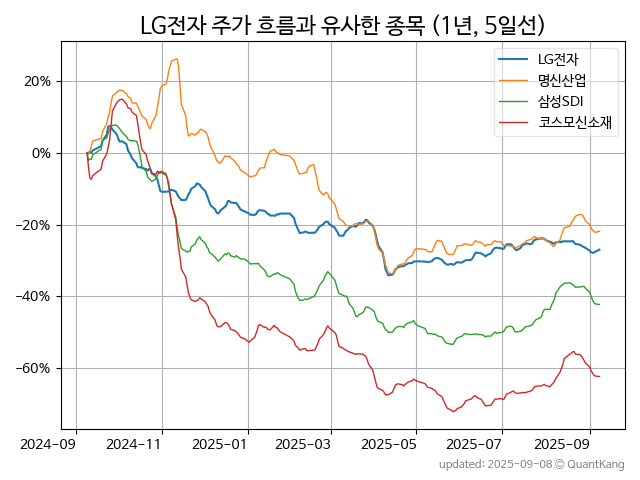 LG전자 주가 흐름과 유사한 종목 (1년, 5일선)
LG전자
명신산업
삼성SDI
코스모신소재
20%
0%
−20%
−40%
−60%
2024-09 2024-11 2025-01 2025-03 2025-05 2025-07 2025-09
updated: 2025-09-08 © QuantKang